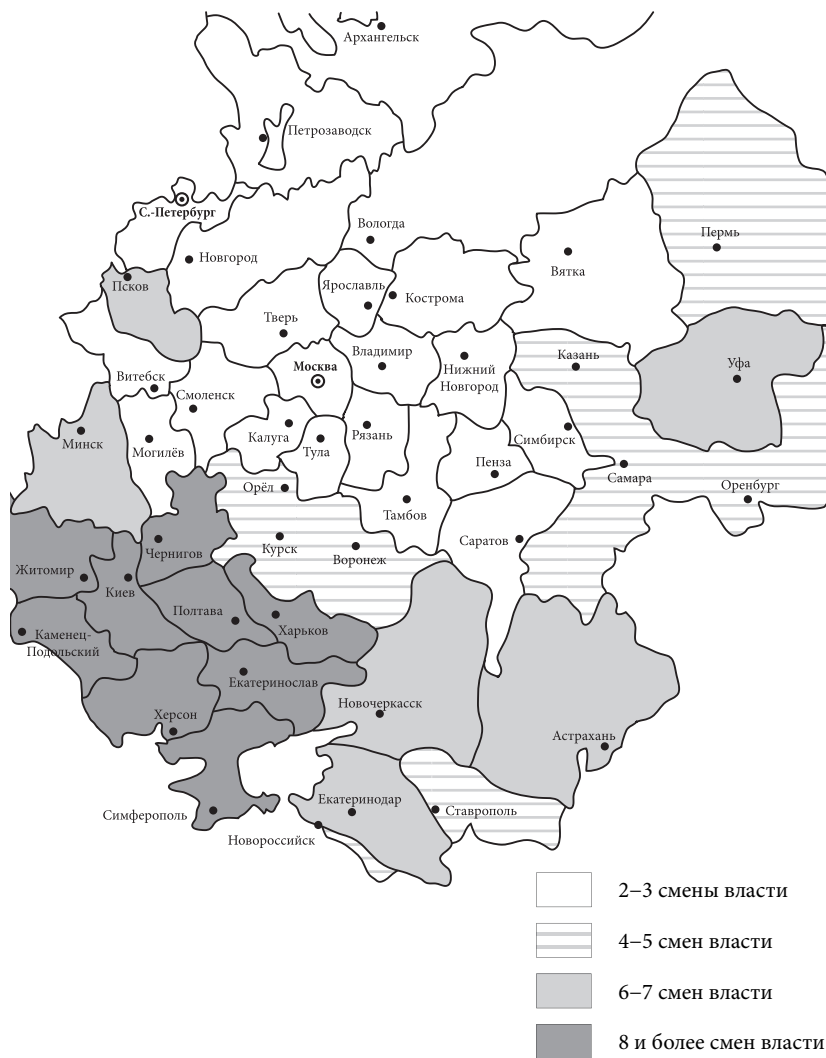 Архангельск
Петрозаводск
С.-Петербург
Вологда
Пермь
Новгород
Вятка
Псков
Ярославль
Кострома
Тверь
Владимир
Казань
Уфа
Москва
Нижний
Новгород
Витебск
Смоленск
Минск
Могилёв
Калуга
Тула
Рязань
Симбирск
Пенза
Самара
Орёл
Оренбург
Тамбов
Курск
Воронеж
Саратов
Чернигов
Житомир
Киев
Полтава
Харьков
Каменец-
Подольский
Екатеринослав
Новочеркасск
Херсон
Астрахань
Екатеринодар
Симферополь
Ставрополь
Новороссийск
2–3 смены власти
4–5 смен власти
6–7 смен власти
8 и более смен власти